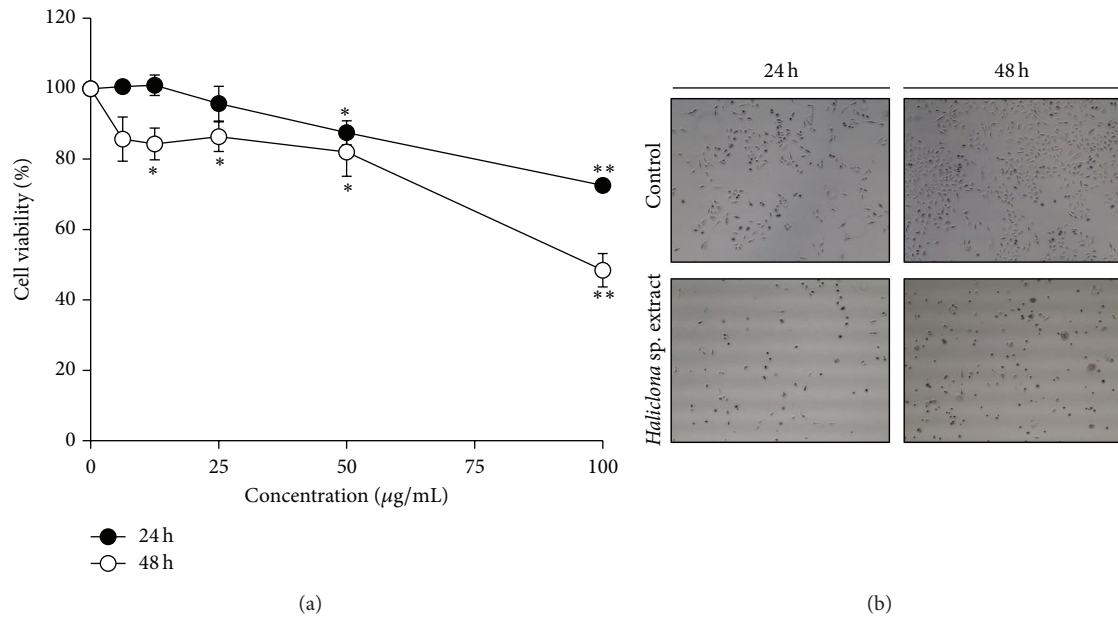 120
100
80
60
40
20
0
Cell viability (%)
*
*
*
*
**
**
0 25 50 75 100
Concentration (μg/mL)
24 h
48 h
(a)
24 h 48 h
Control
Haliclona sp. extract
(b)